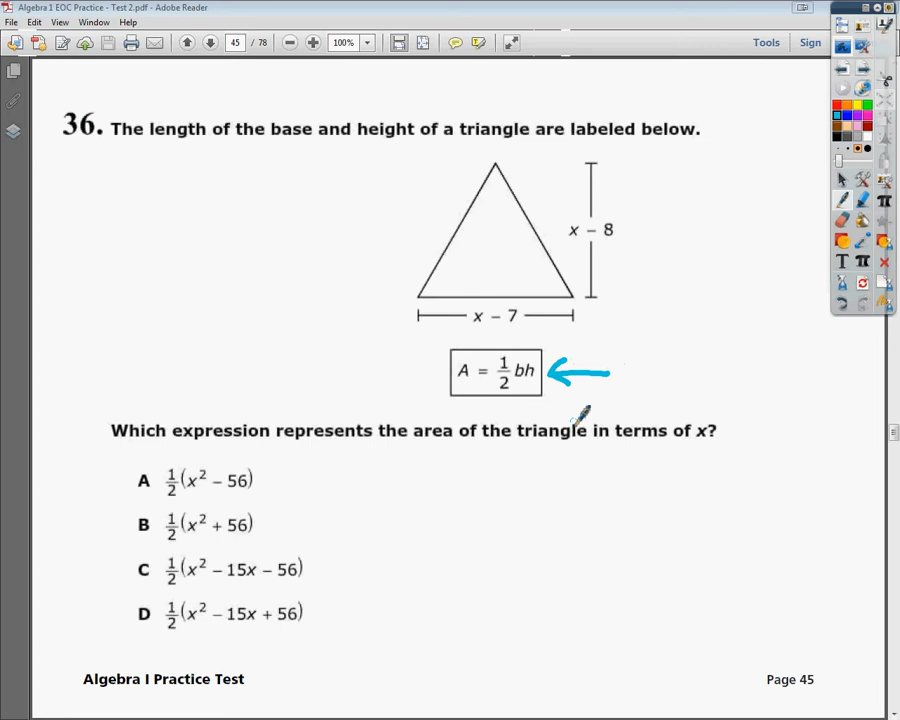 Algebra 1 EOC Practice - Test 2.pdf - Adobe Reader
File Edit View Window Help
45 / 78 100% Tools Sign
36. The length of the base and height of a triangle are labeled below.
x – 8
x – 7
A = 1/2 bh
Which expression represents the area of the triangle in terms of x?
A 1/2(x² – 56)
B 1/2(x² + 56)
C 1/2(x² – 15x – 56)
D 1/2(x² – 15x + 56)
Algebra I Practice Test Page 45